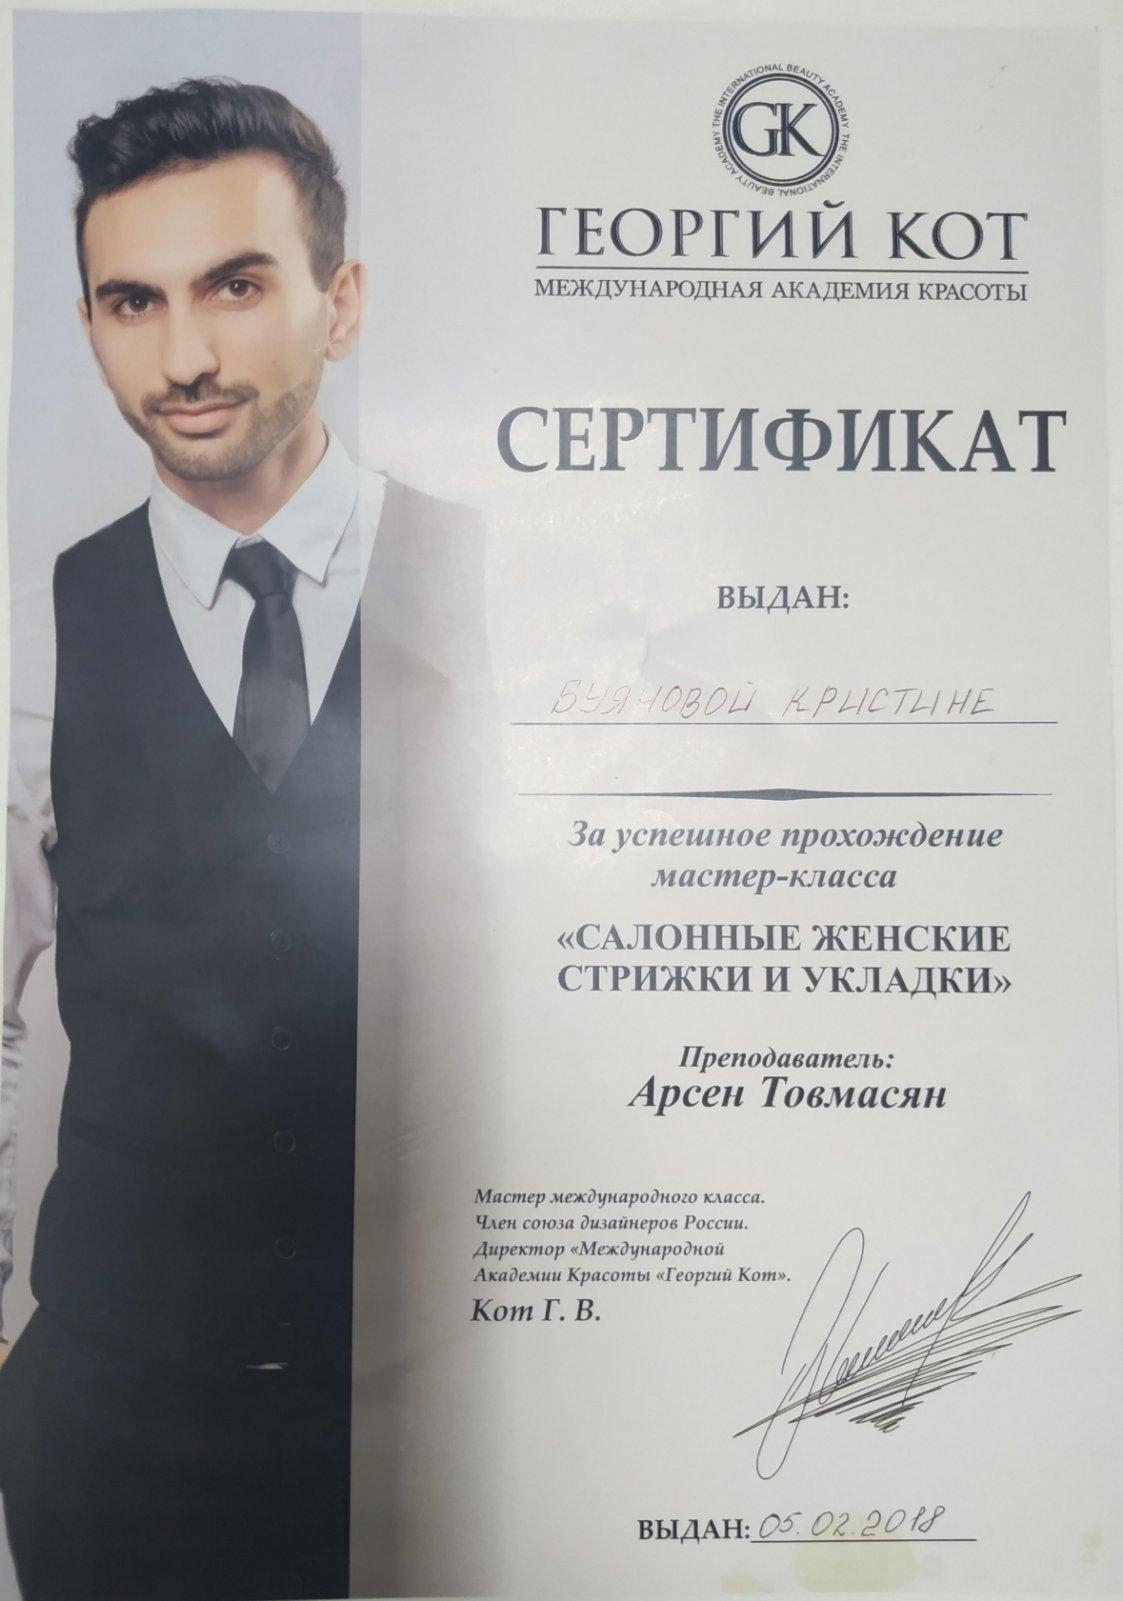 THE INTERNATIONAL BEAUTY ACADEMY THE INTERNATIONAL BEAUTY ACADEMY
GK
ГЕОРГИЙ КОТ
МЕЖДУНАРОДНАЯ АКАДЕМИЯ КРАСОТЫ
СЕРТИФИКАТ
ВЫДАН:
БУЯНОВОЙ КРИСТИНЕ
За успешное прохождение
мастер-класса
«САЛОННЫЕ ЖЕНСКИЕ
СТРИЖКИ И УКЛАДКИ»
Преподаватель:
Арсен Товмасян
Мастер международного класса.
Член союза дизайнеров России.
Директор «Международной
Академии Красоты «Георгий Кот».
Кот Г. В.
ВЫДАН: 05.02.2018